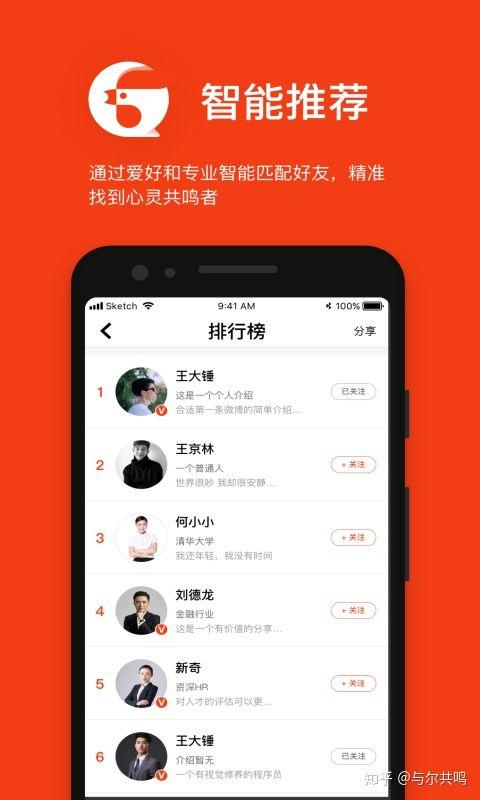 智能推荐
通过爱好和专业智能匹配好友，精准
找到心灵共鸣者
Sketch 9:41 AM 100%
排行榜 分享
1 王大锤
这是一个个人介绍 已关注
合适第一条微博的简单介绍...
V
2 王京林
一个普通人 + 关注
世界很吵 我却很安静...
3 何小小
清华大学 + 关注
我还年轻，我没有时间
4 刘德龙
金融行业 + 关注
这是一个有价值的分享...
V
5 新奇
资深HR + 关注
对人才的评估可以更...
V
6 王大锤
介绍暂无 已关注
一个有视觉修养的程序员
V
知乎 @与尔共鸣